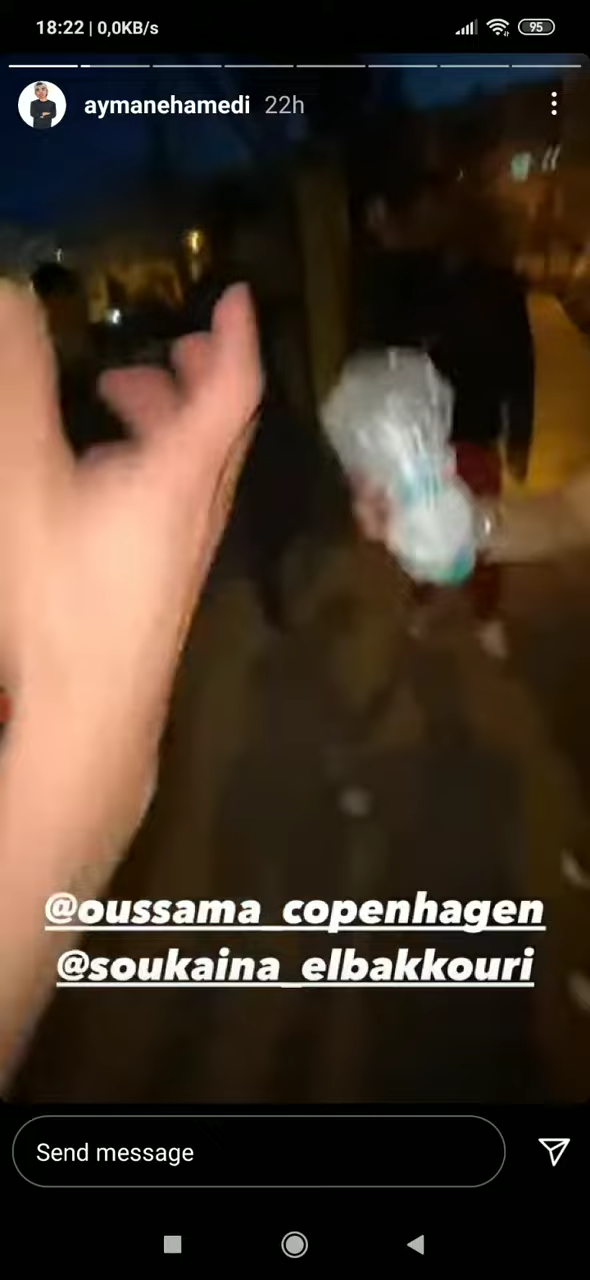 18:22 | 0,0KB/s 95
aymanehamedi 22h
@oussama_copenhagen
@soukaina_elbakkouri
Send message